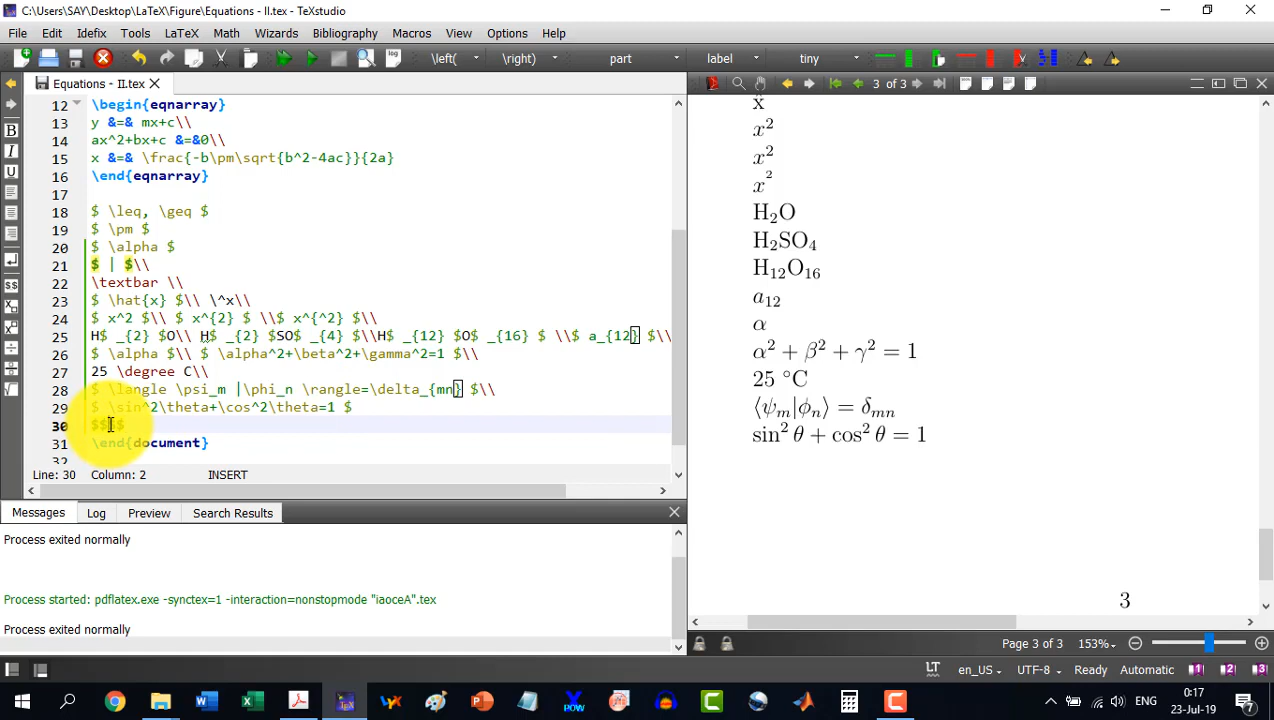 C:\Users\SAY\Desktop\LaTeX\Figure\Equations - II.tex - TeXstudio
File Edit Idefix Tools LaTeX Math Wizards Bibliography Macros View Options Help
\left( \right) part label tiny
Equations - II.tex
3 of 3
12 \begin{eqnarray}
13 y &=& mx+c\\
14 ax^2+bx+c &=&0\\
15 x &=& \frac{-b\pm\sqrt{b^2-4ac}}{2a}
16 \end{eqnarray}
17
18 $ \leq, \geq $
19 $ \pm $
20 $ \alpha $
21 $ | $\\
22 \textbar \\
23 $ \hat{x} $\\ \^x\\
24 $ x^2 $\\ $ x^{2} $ \\$ x^{^2} $\\
25 H$ _{2} $O\\ H$ _{2} $SO$ _{4} $\\H$ _{12} $O$ _{16} $ \\$ a_{12} $\\
26 $ \alpha $\\ $ \alpha^2+\beta^2+\gamma^2=1 $\\
27 25 \degree C\\
28 $ \langle \psi_m |\phi_n \rangle=\delta_{mn} $\\
29 $ \sin^2\theta+\cos^2\theta=1 $
30 $$$$
31 \end{document}
32
Line: 30 Column: 2 INSERT
Messages Log Preview Search Results
Process exited normally
Process started: pdflatex.exe -synctex=1 -interaction=nonstopmode "iaoceA".tex
Process exited normally
x̂
x²
x²
x²
H₂O
H₂SO₄
H₁₂O₁₆
a₁₂
α
α² + β² + γ² = 1
25 °C
⟨ψₘ|ϕₙ⟩ = δₘₙ
sin² θ + cos² θ = 1
3
Page 3 of 3 153%
LT en_US UTF-8 Ready Automatic 1 2 3
ENG 0:17
23-Jul-19